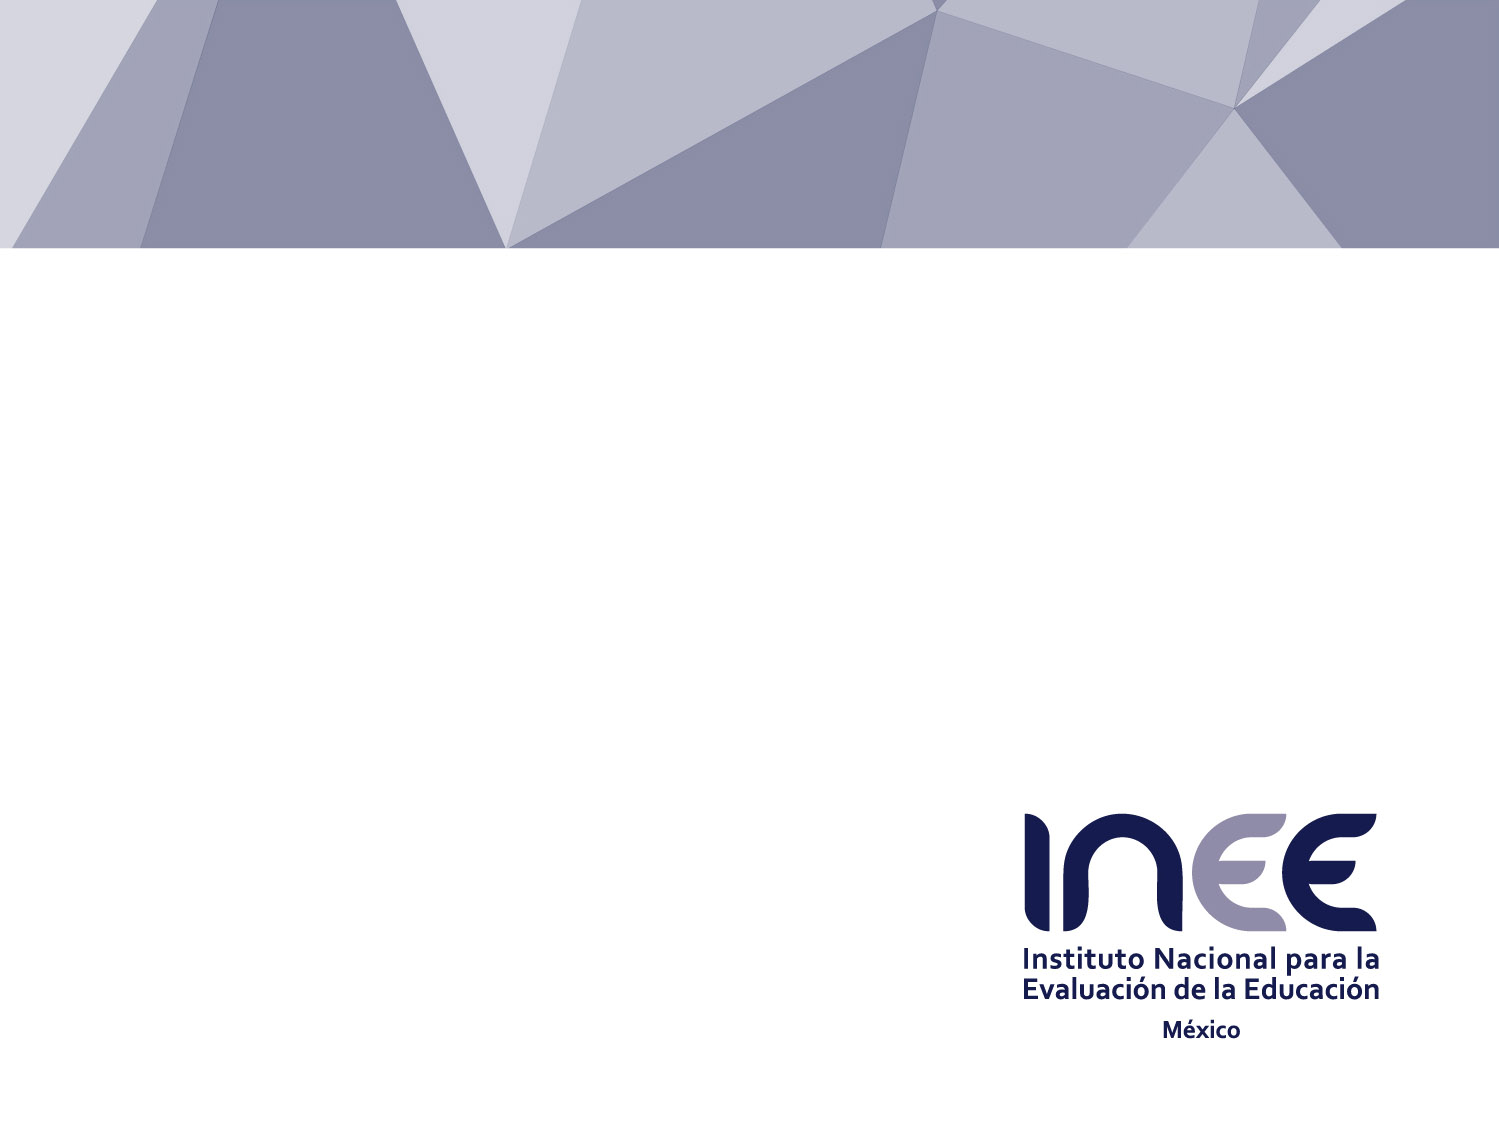 INEE
Instituto Nacional para la
Evaluación de la Educación
México